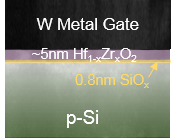 W Metal Gate
~5nm Hf₁₋ₓZrₓO₂
0.8nm SiOₓ
p-Si